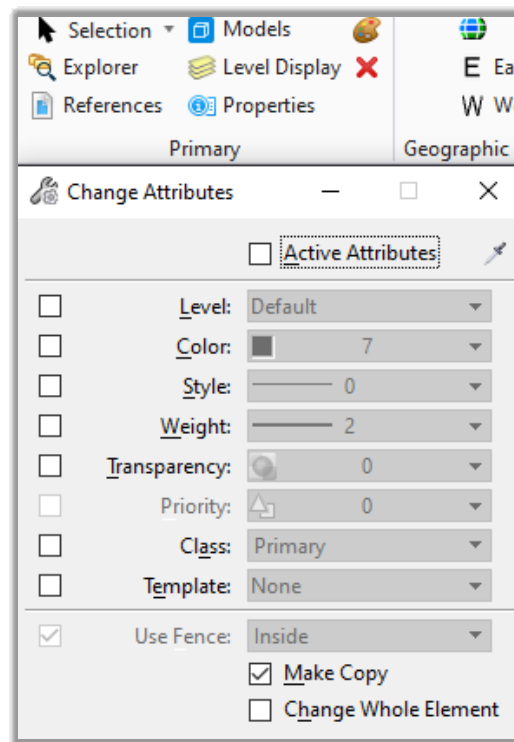 Selection Models
Explorer Level Display E Ea
References Properties W W
Primary Geographic
Change Attributes
Active Attributes
Level: Default
Color: 7
Style: 0
Weight: 2
Transparency: 0
Priority: 0
Class: Primary
Template: None
Use Fence: Inside
Make Copy
Change Whole Element